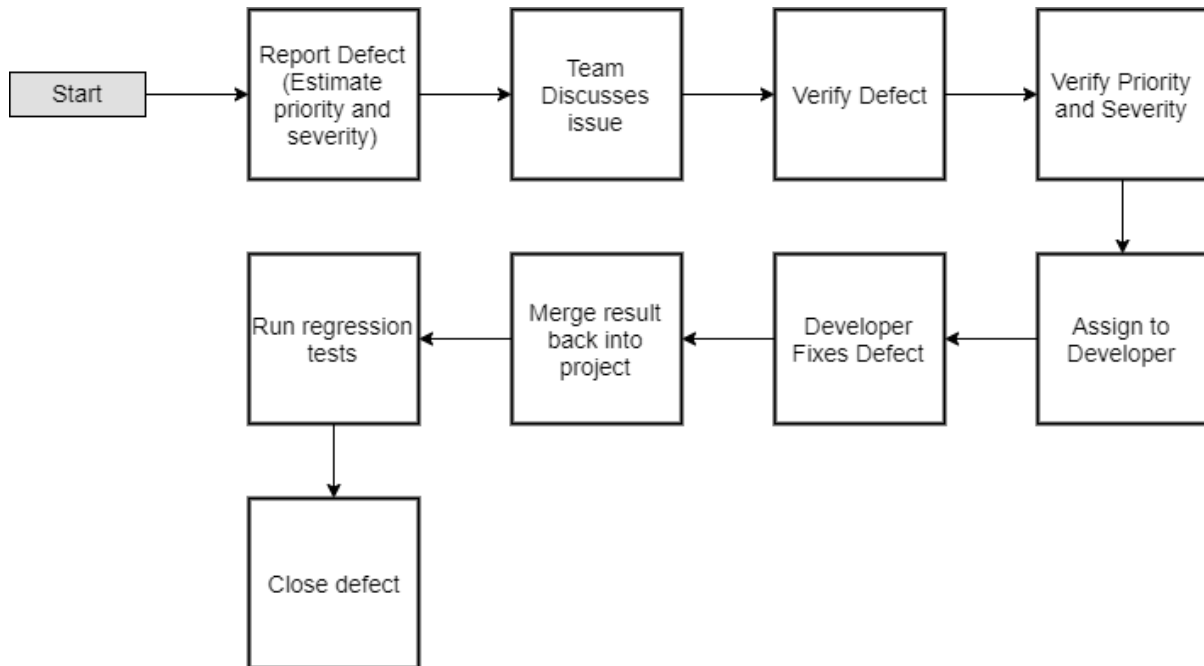 Start
Report Defect
(Estimate
priority and
severity)
Team
Discusses
issue
Verify Defect
Verify Priority
and Severity
Assign to
Developer
Developer
Fixes Defect
Merge result
back into
project
Run regression
tests
Close defect